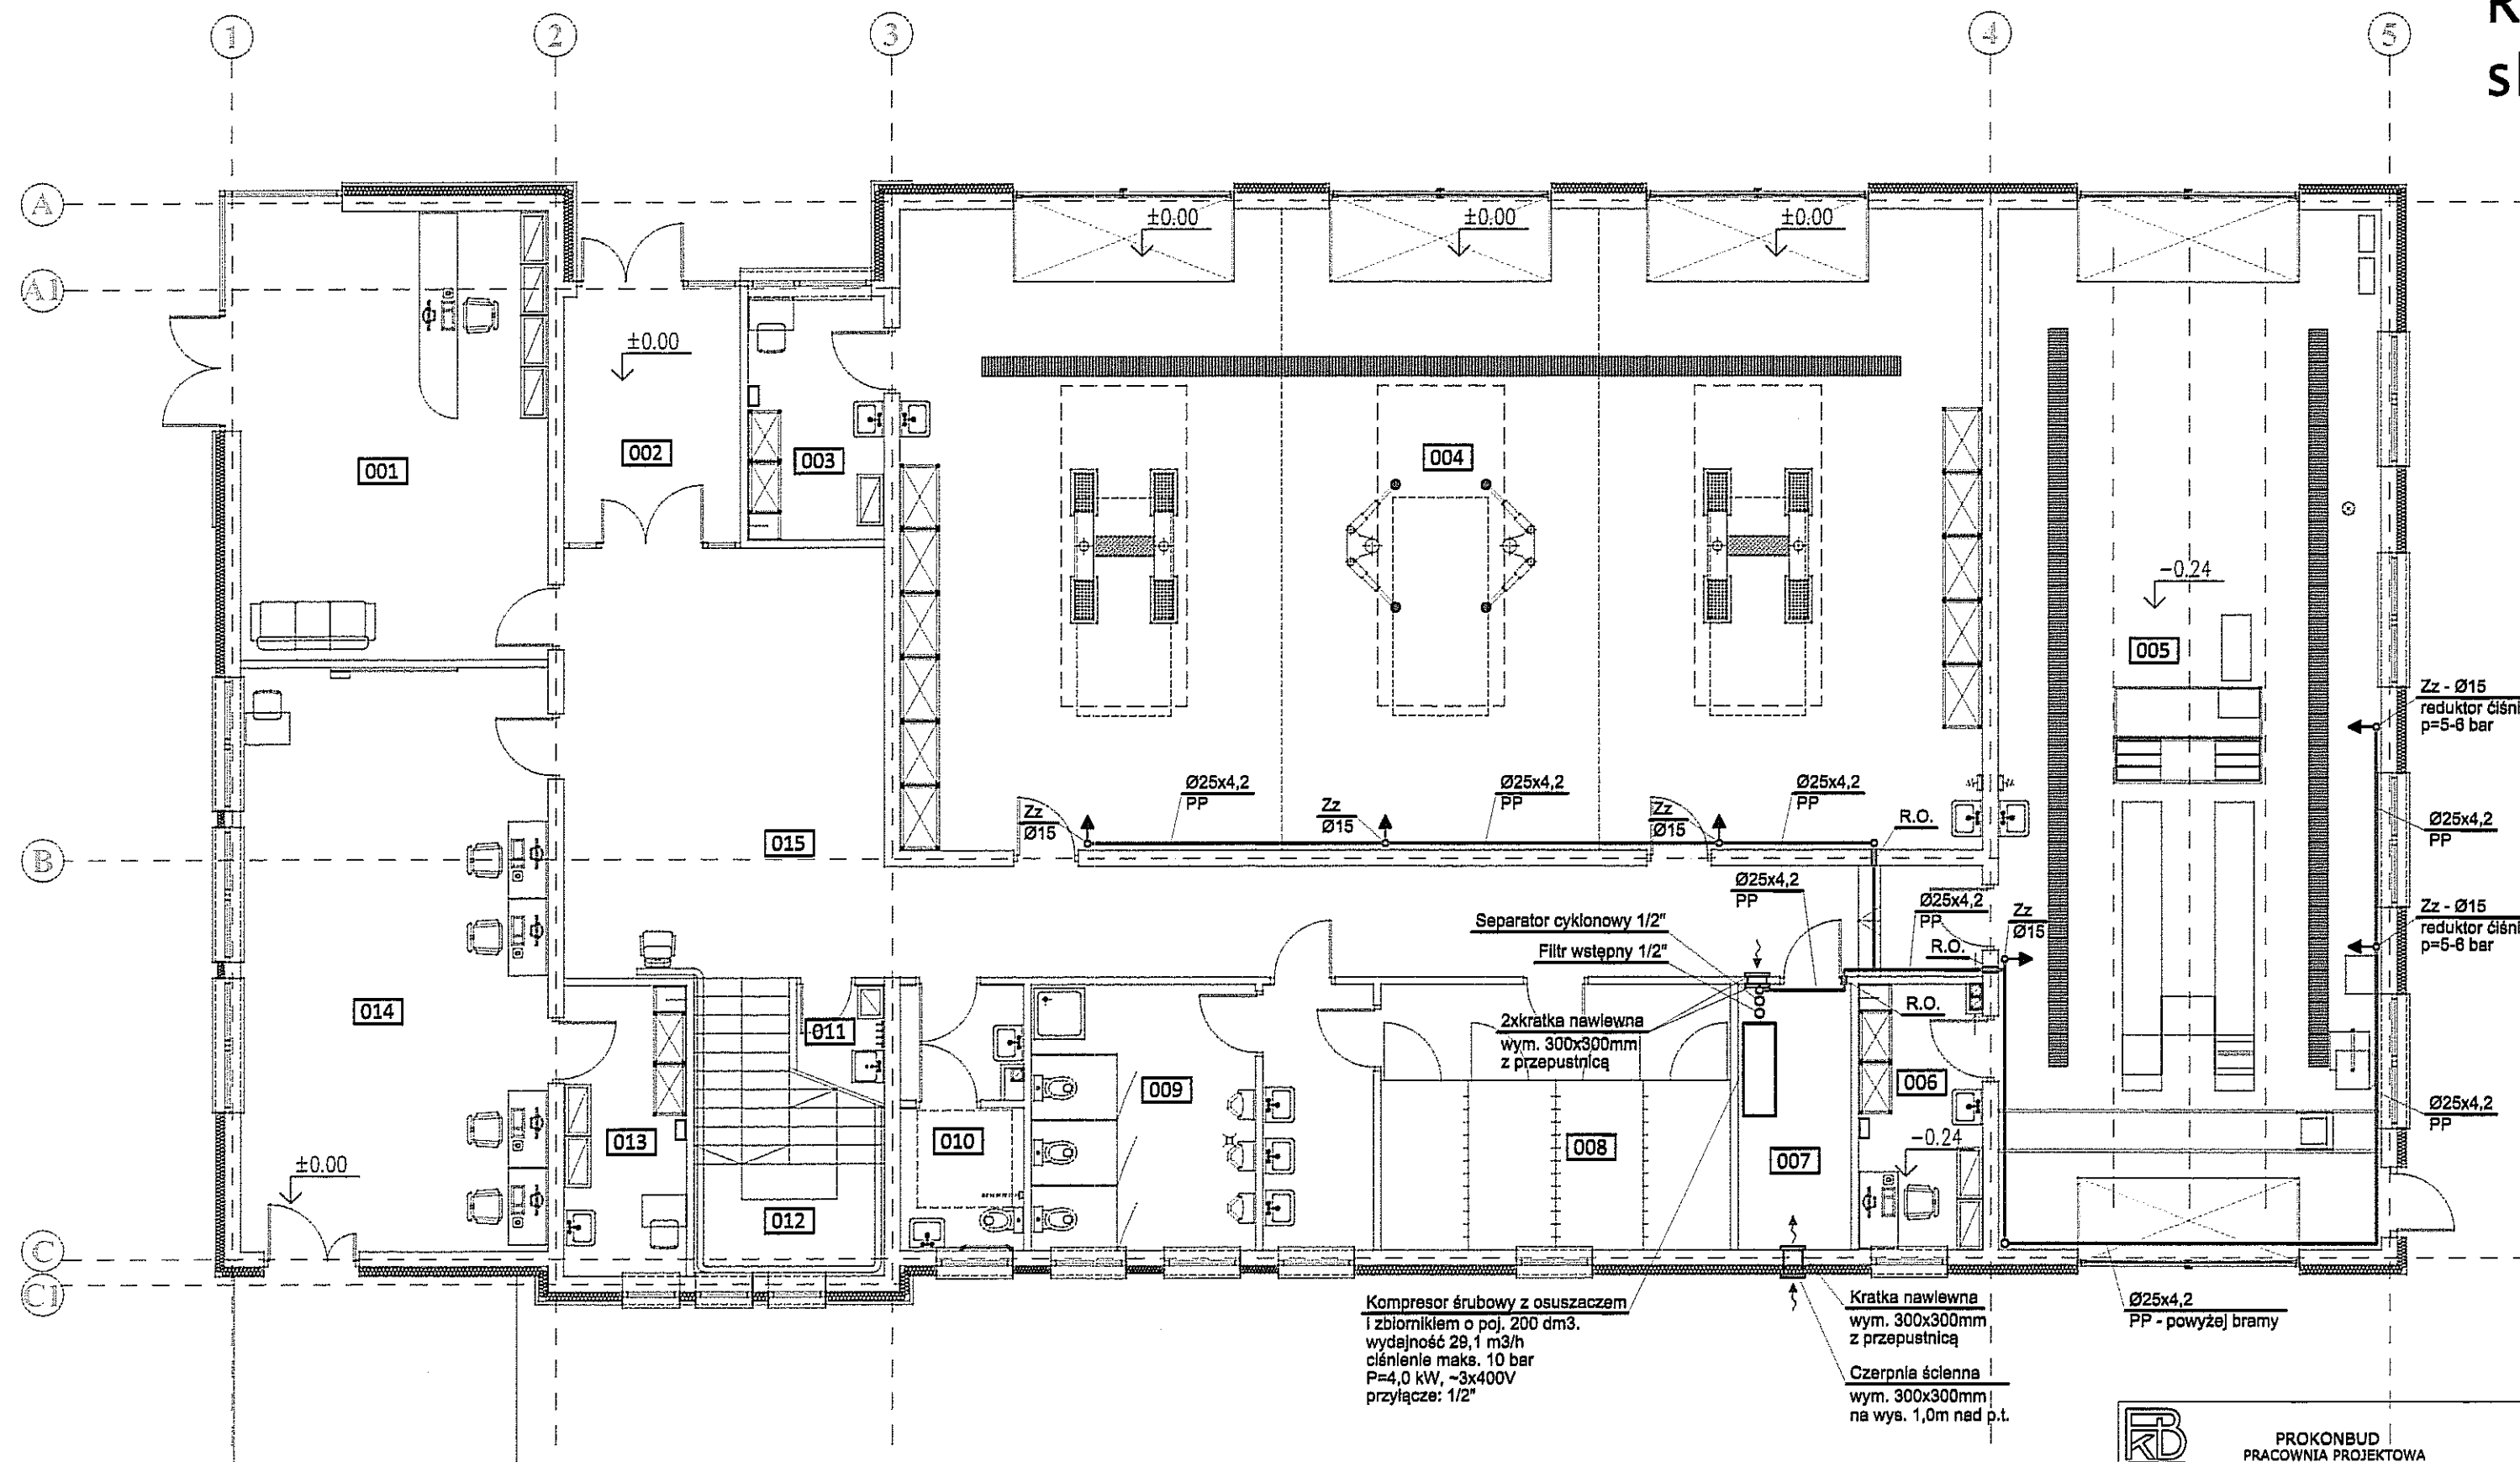 R
sl
1
2
3
4
5
A
A1
B
C
C1
±0.00
±0.00
±0.00
±0.00
001
002
003
004
-0.24
005
Zz - Ø15
reduktor ciśni
p=5-6 bar
Ø25x4,2
PP
Zz
Ø15
Ø25x4,2
PP
Zz
Ø15
Ø25x4,2
PP
Zz
Ø15
R.O.
Ø25x4,2
PP
015
Ø25x4,2
PP
Ø25x4,2
PP
Zz
Ø15
R.O.
Zz - Ø15
reduktor ciśni
p=5-6 bar
Separator cyklonowy 1/2"
Filtr wstępny 1/2"
2xkratka nawiewna
wym. 300x300mm
z przepustnicą
R.O.
014
011
009
006
Ø25x4,2
PP
013
010
008
007
-0.24
±0.00
012
Kompresor śrubowy z osuszaczem
i zbiornikiem o poj. 200 dm3.
wydajność 29,1 m3/h
ciśnienie maks. 10 bar
P=4,0 kW, ~3x400V
przyłącze: 1/2"
Kratka nawiewna
wym. 300x300mm
z przepustnicą
Czerpnia ścienna
wym. 300x300mm
na wys. 1,0m nad p.t.
Ø25x4,2
PP - powyżej bramy
PROKONBUD
PRACOWNIA PROJEKTOWA